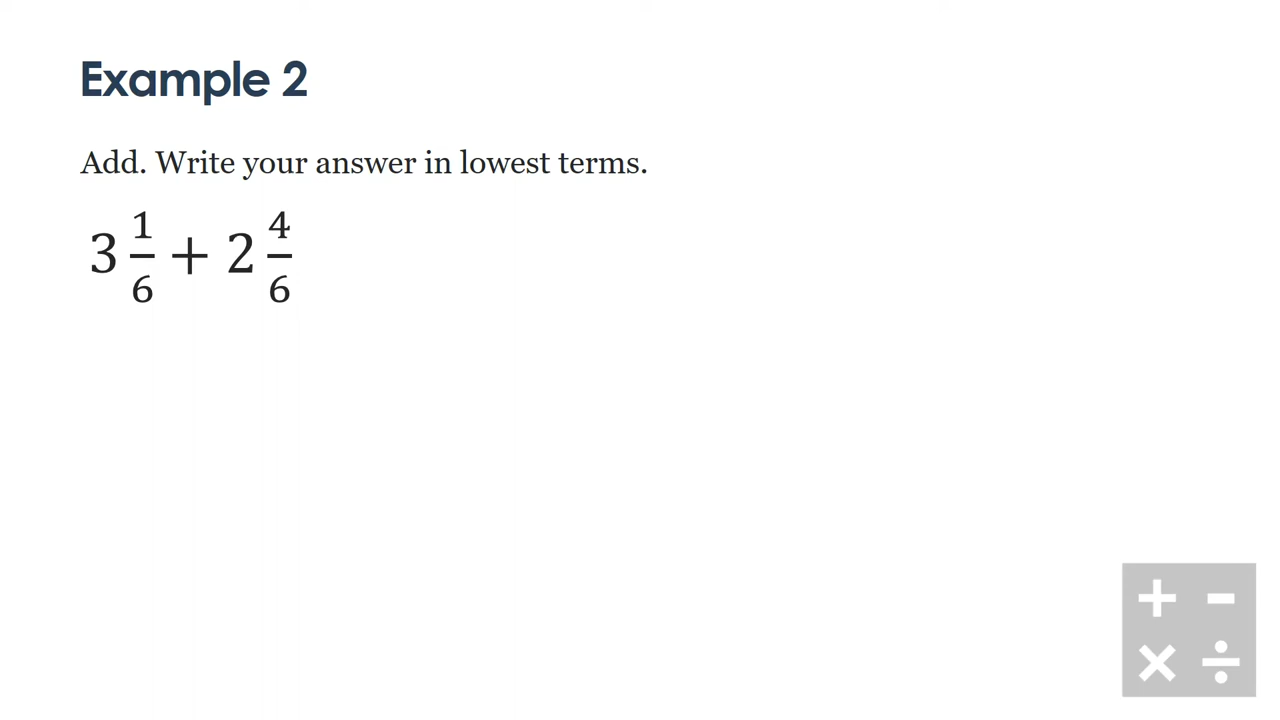 Example 2
Add. Write your answer in lowest terms.
3 1/6 + 2 4/6
+ -
× ÷